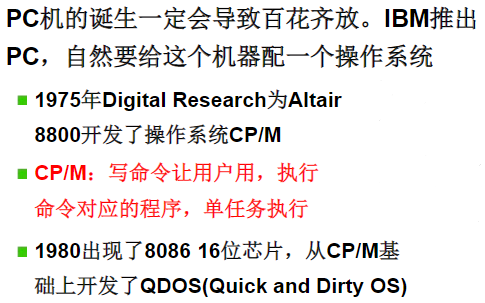 PC机的诞生一定会导致百花齐放。IBM推出
PC，自然要给这个机器配一个操作系统
1975年Digital Research为Altair
8800开发了操作系统CP/M
CP/M：写命令让用户用，执行
命令对应的程序，单任务执行
1980出现了8086 16位芯片，从CP/M基
础上开发了QDOS(Quick and Dirty OS)